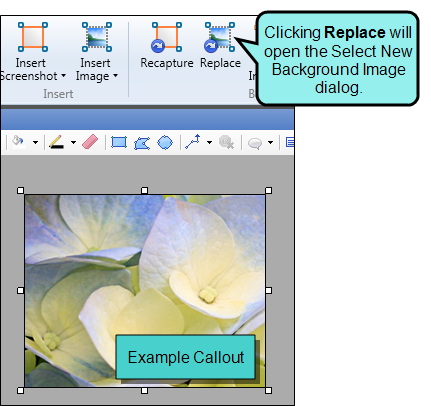 Clicking Replace will
open the Select New
Background Image
dialog.
Insert
Screenshot
Insert
Image
Recapture
Replace
Insert
Example Callout